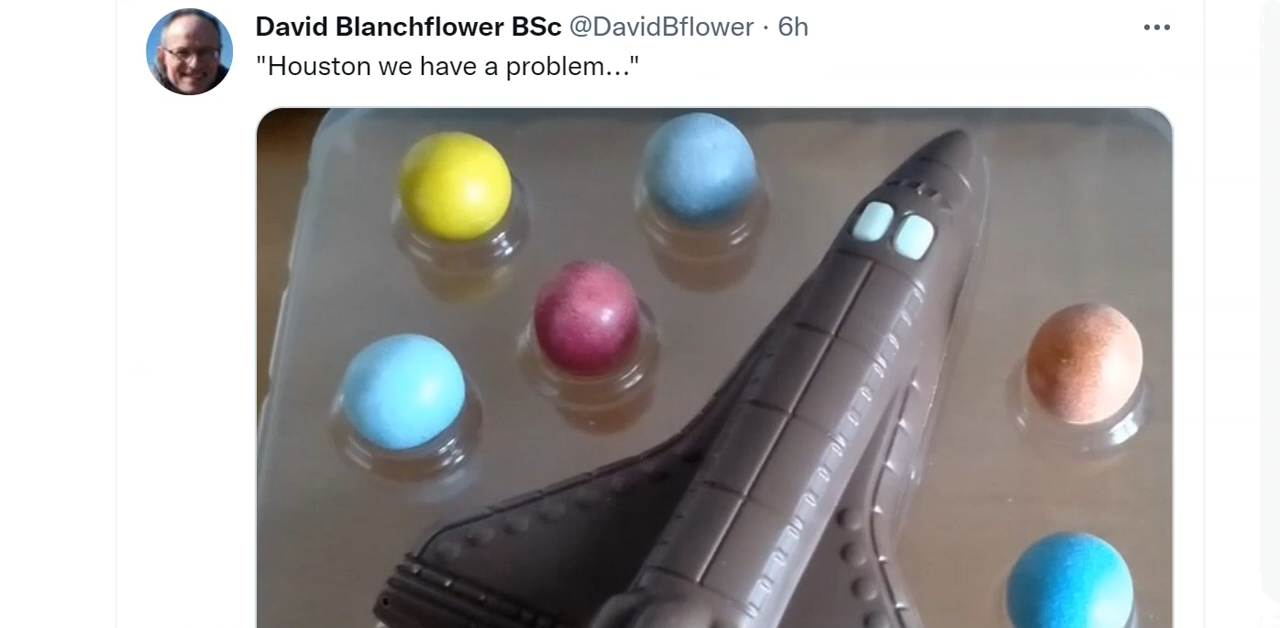 David Blanchflower BSc @DavidBflower · 6h
"Houston we have a problem..."